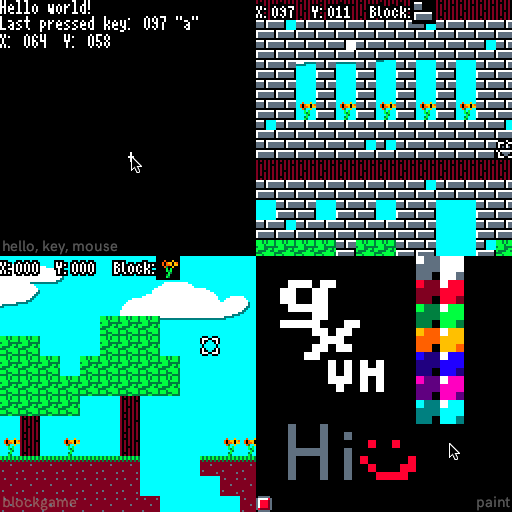 Hello world!
Last pressed key: 097 "a"
X: 064 Y: 058
hello, key, mouse
X:097 Y:011 Block:
X:000 Y:000 Block:
blockgame
gx
VM
Hi
paint